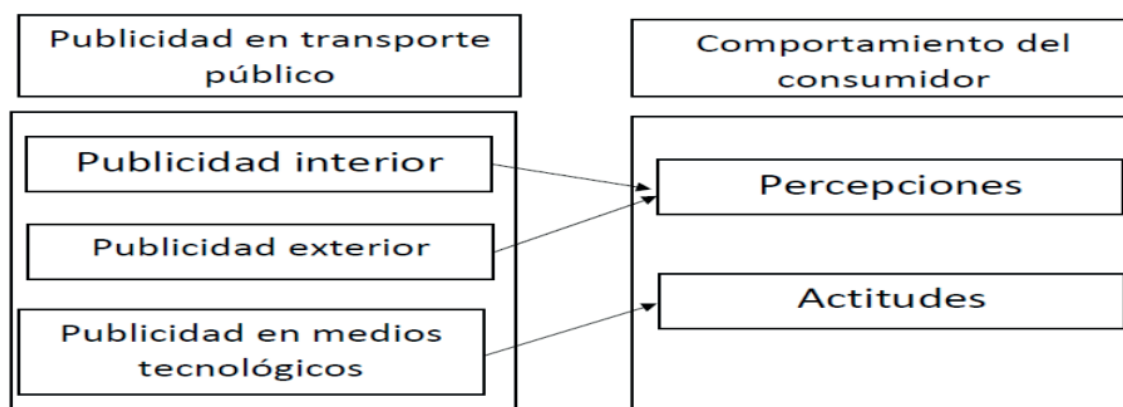 Publicidad en transporte
público
Comportamiento del
consumidor
Publicidad interior
Publicidad exterior
Publicidad en medios
tecnológicos
Percepciones
Actitudes